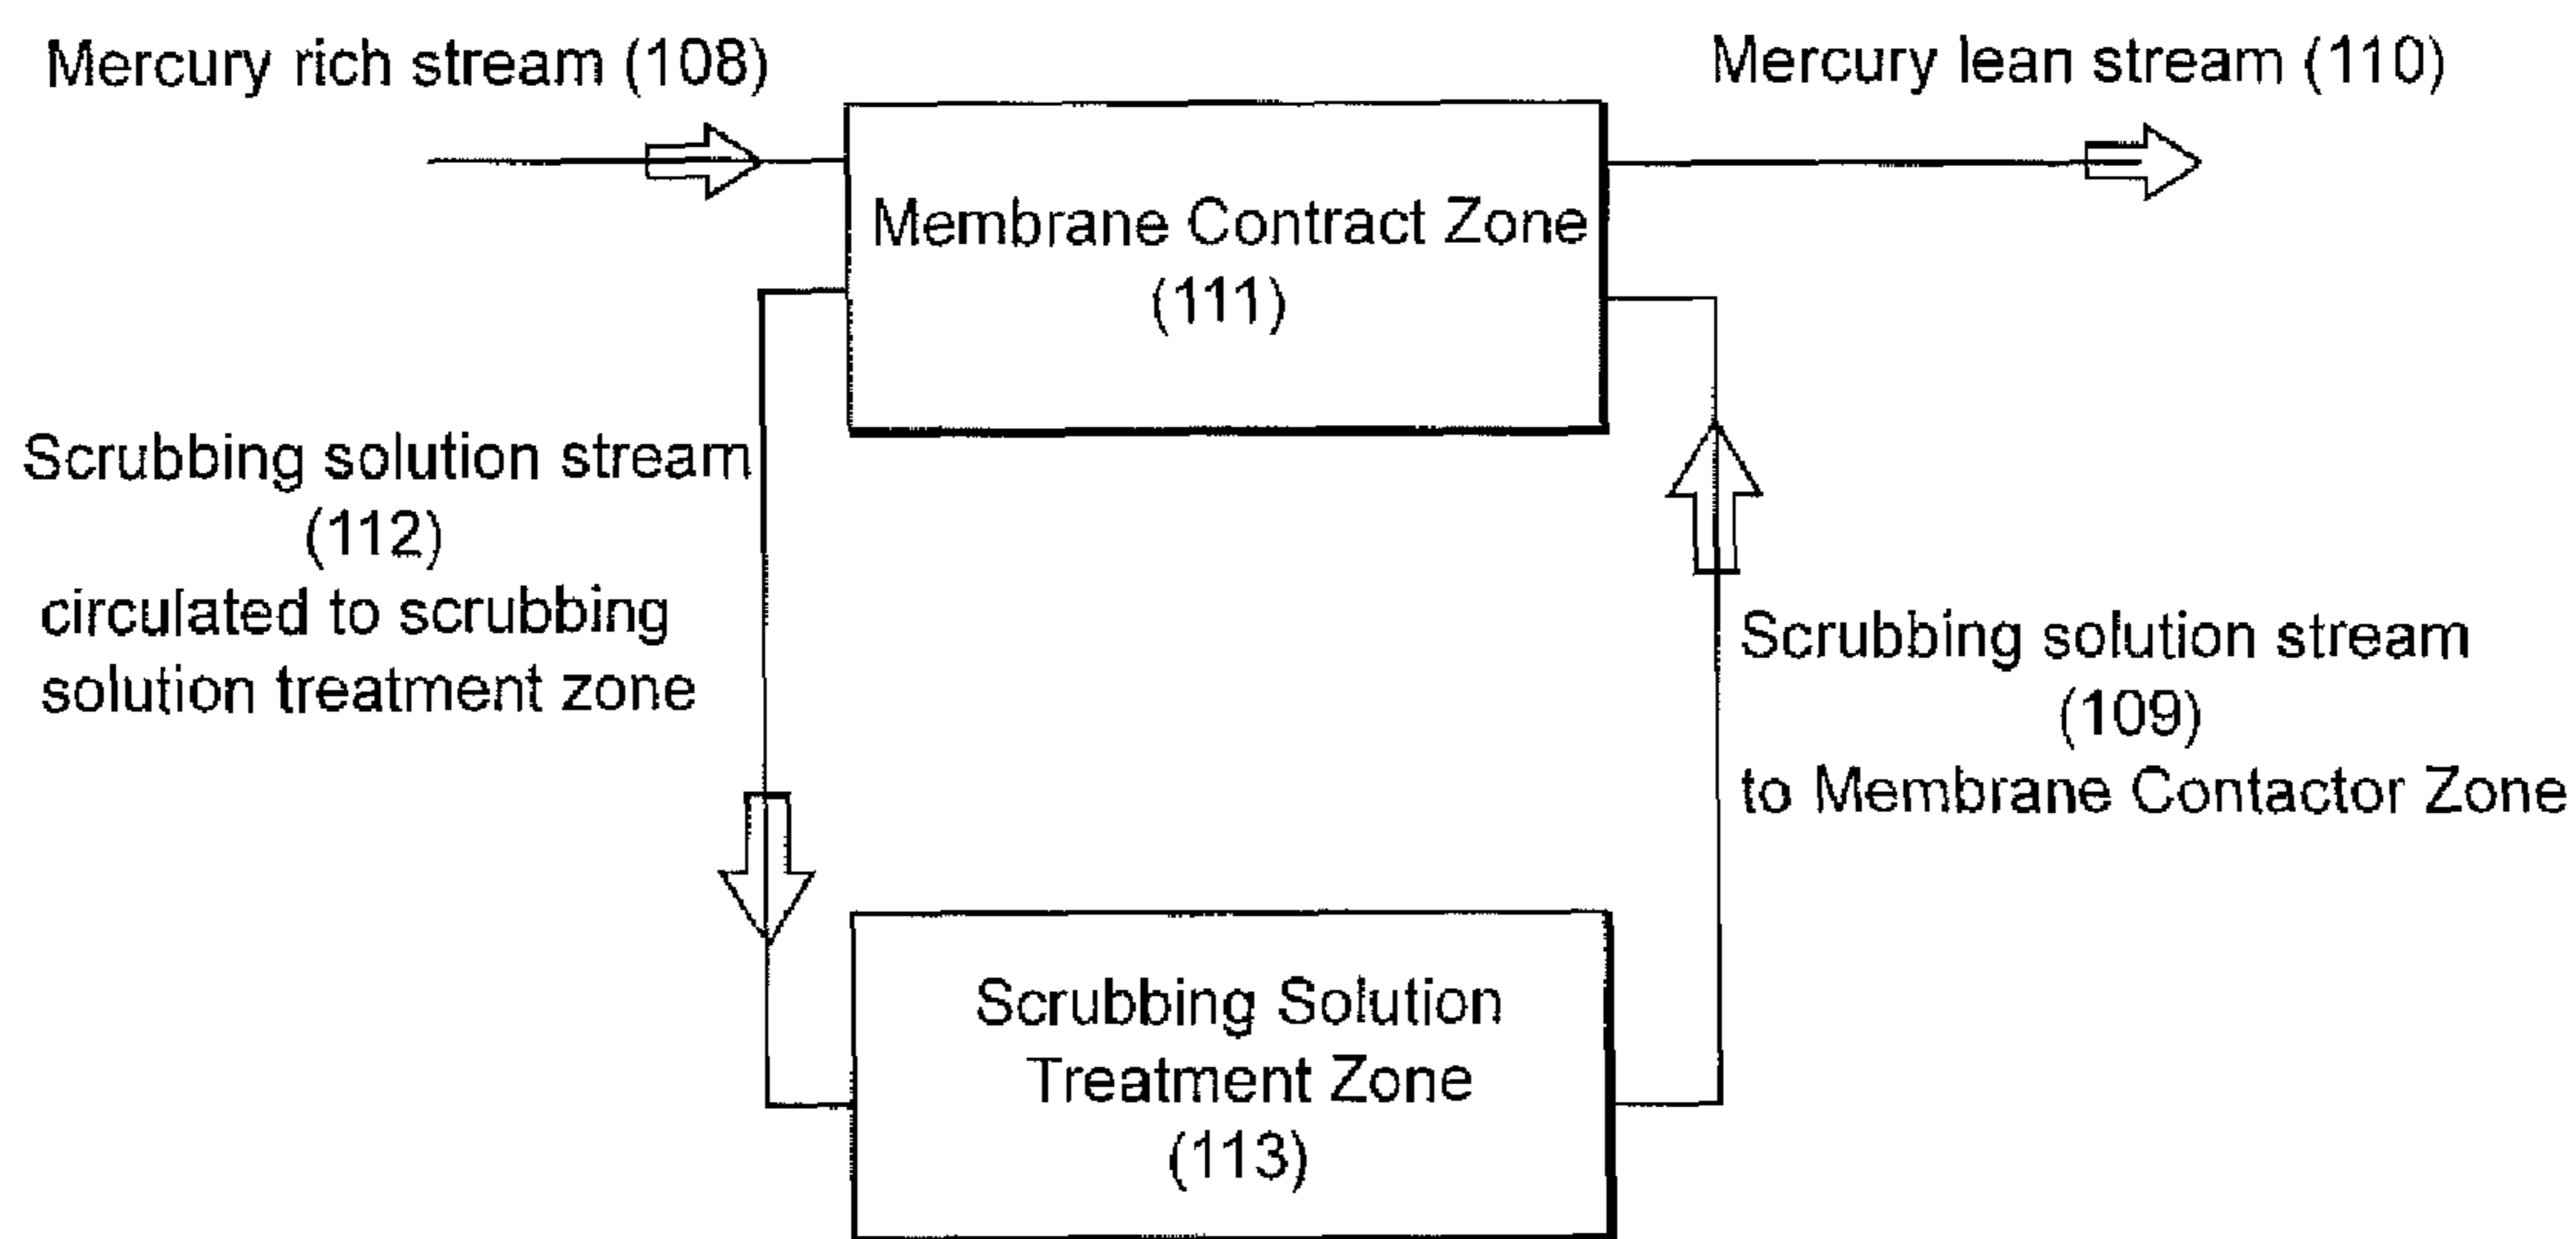 Mercury rich stream (108)
Mercury lean stream (110)
Membrane Contract Zone
(111)
Scrubbing solution stream
(112)
circulated to scrubbing
solution treatment zone
Scrubbing solution stream
(109)
to Membrane Contactor Zone
Scrubbing Solution
Treatment Zone
(113)